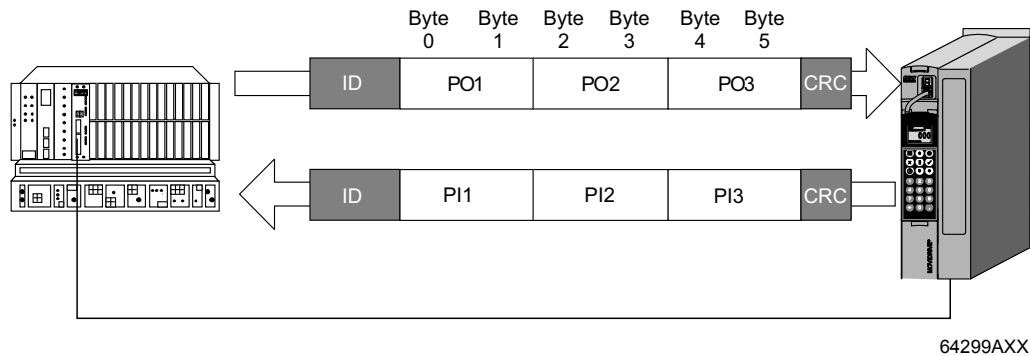 Byte Byte Byte Byte Byte Byte
0 1 2 3 4 5
ID PO1 PO2 PO3 CRC
ID PI1 PI2 PI3 CRC
64299AXX